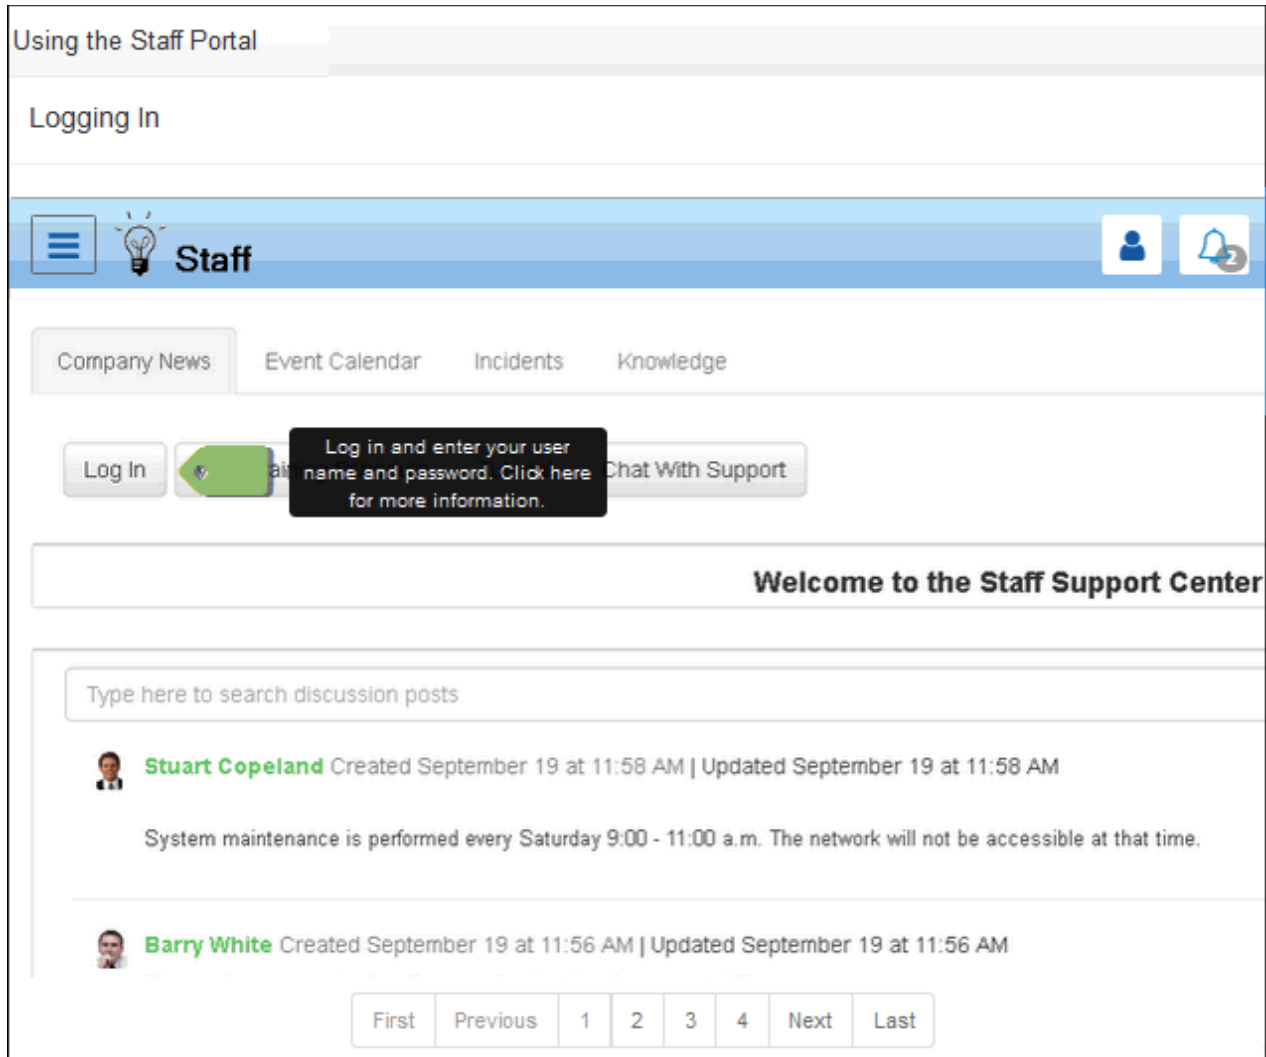 Using the Staff Portal
Logging In
Staff
2
Company News Event Calendar Incidents Knowledge
Log In
Log in and enter your user
name and password. Click here
for more information.
Chat With Support
Welcome to the Staff Support Center
Type here to search discussion posts
Stuart Copeland Created September 19 at 11:58 AM | Updated September 19 at 11:58 AM
System maintenance is performed every Saturday 9:00 - 11:00 a.m. The network will not be accessible at that time.
Barry White Created September 19 at 11:56 AM | Updated September 19 at 11:56 AM
First Previous 1 2 3 4 Next Last